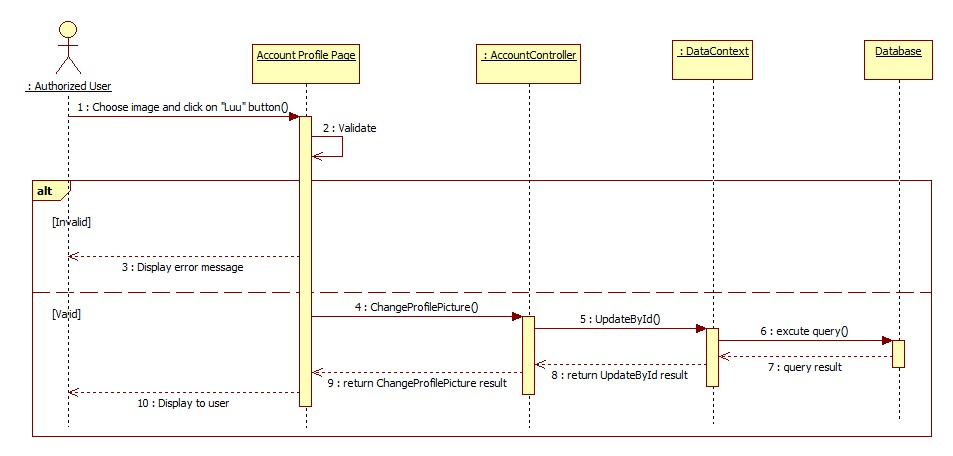 : Authorized User
Account Profile Page
: AccountController
: DataContext
Database
1 : Choose image and click on "Luu" button()
2 : Validate
alt
[Invalid]
3 : Display error message
[Vaid]
4 : ChangeProfilePicture()
5 : UpdateById()
6 : excute query()
7 : query result
8 : return UpdateById result
9 : return ChangeProfilePicture result
10 : Display to user